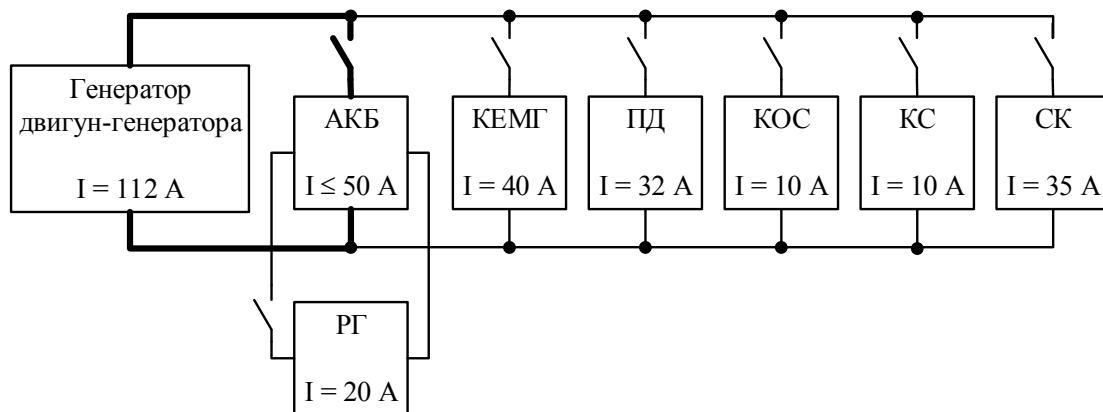 Генератор
двигун-генератора
I = 112 А
АКБ
I ≤ 50 А
КЕМГ
I = 40 А
ПД
I = 32 А
КОС
I = 10 А
КС
I = 10 А
СК
I = 35 А
РГ
I = 20 А